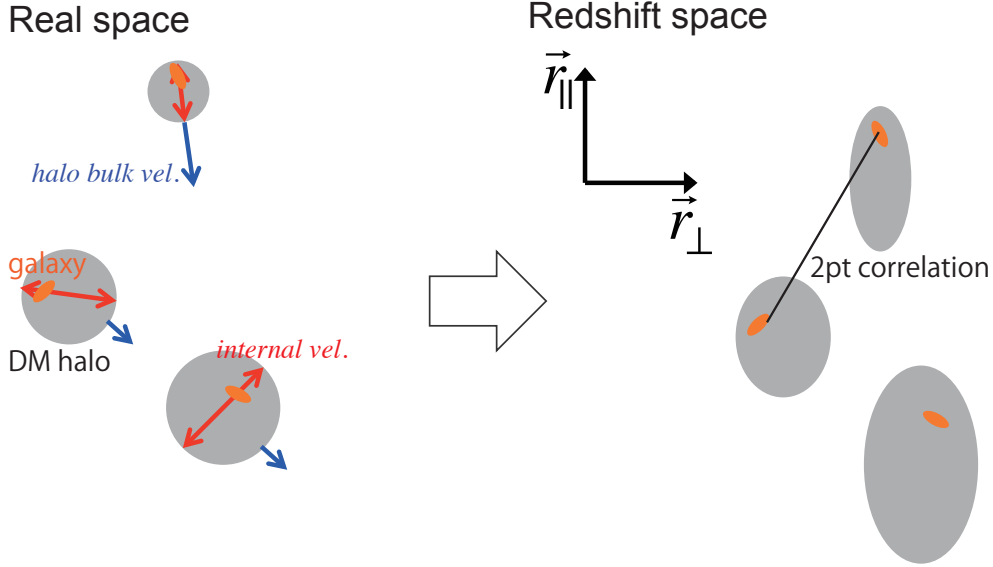 Real space
halo bulk vel.
galaxy
DM halo
internal vel.
Redshift space
r||
r⊥
2pt correlation